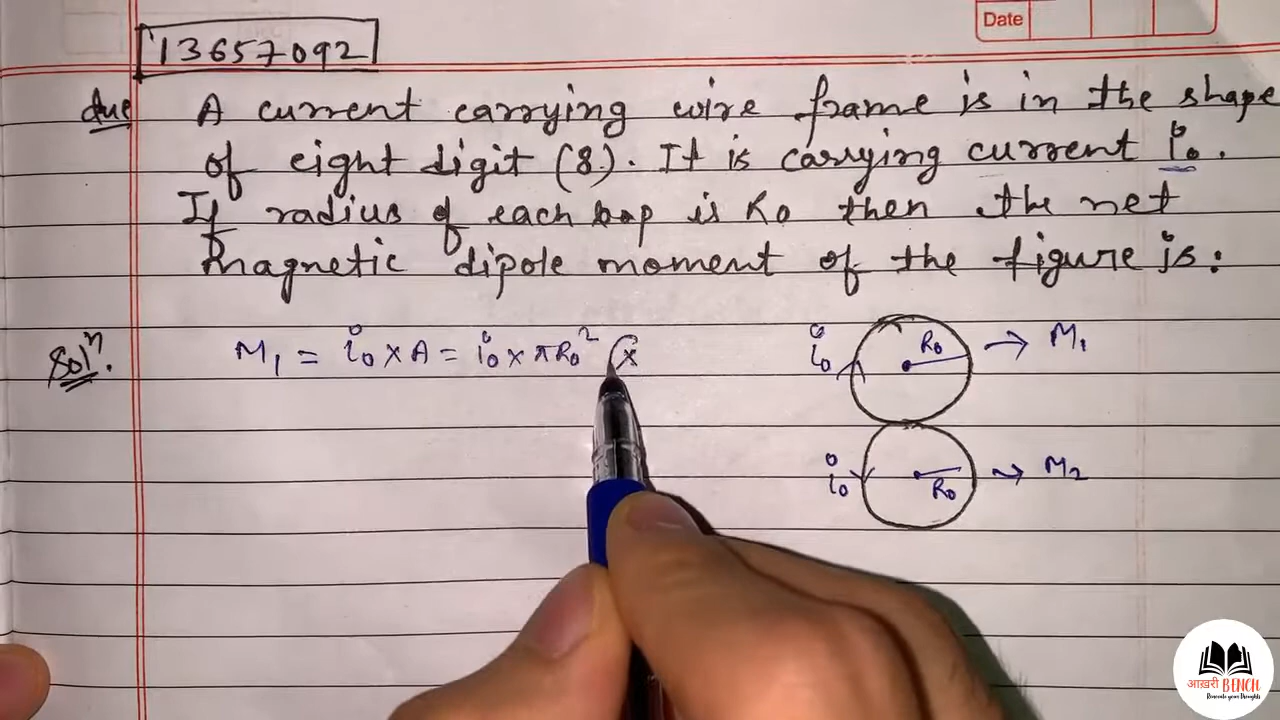 Date
13657092
Que A current carrying wire frame is in the shape
of eight digit (8). It is carrying current i₀.
If radius of each loop is R₀ then the net
magnetic dipole moment of the figure is:
Solⁿ. M₁ = i₀ × A = i₀ × πR₀²
i₀ R₀ → M₁
i₀ R₀ → M₂
आख़री BENCH